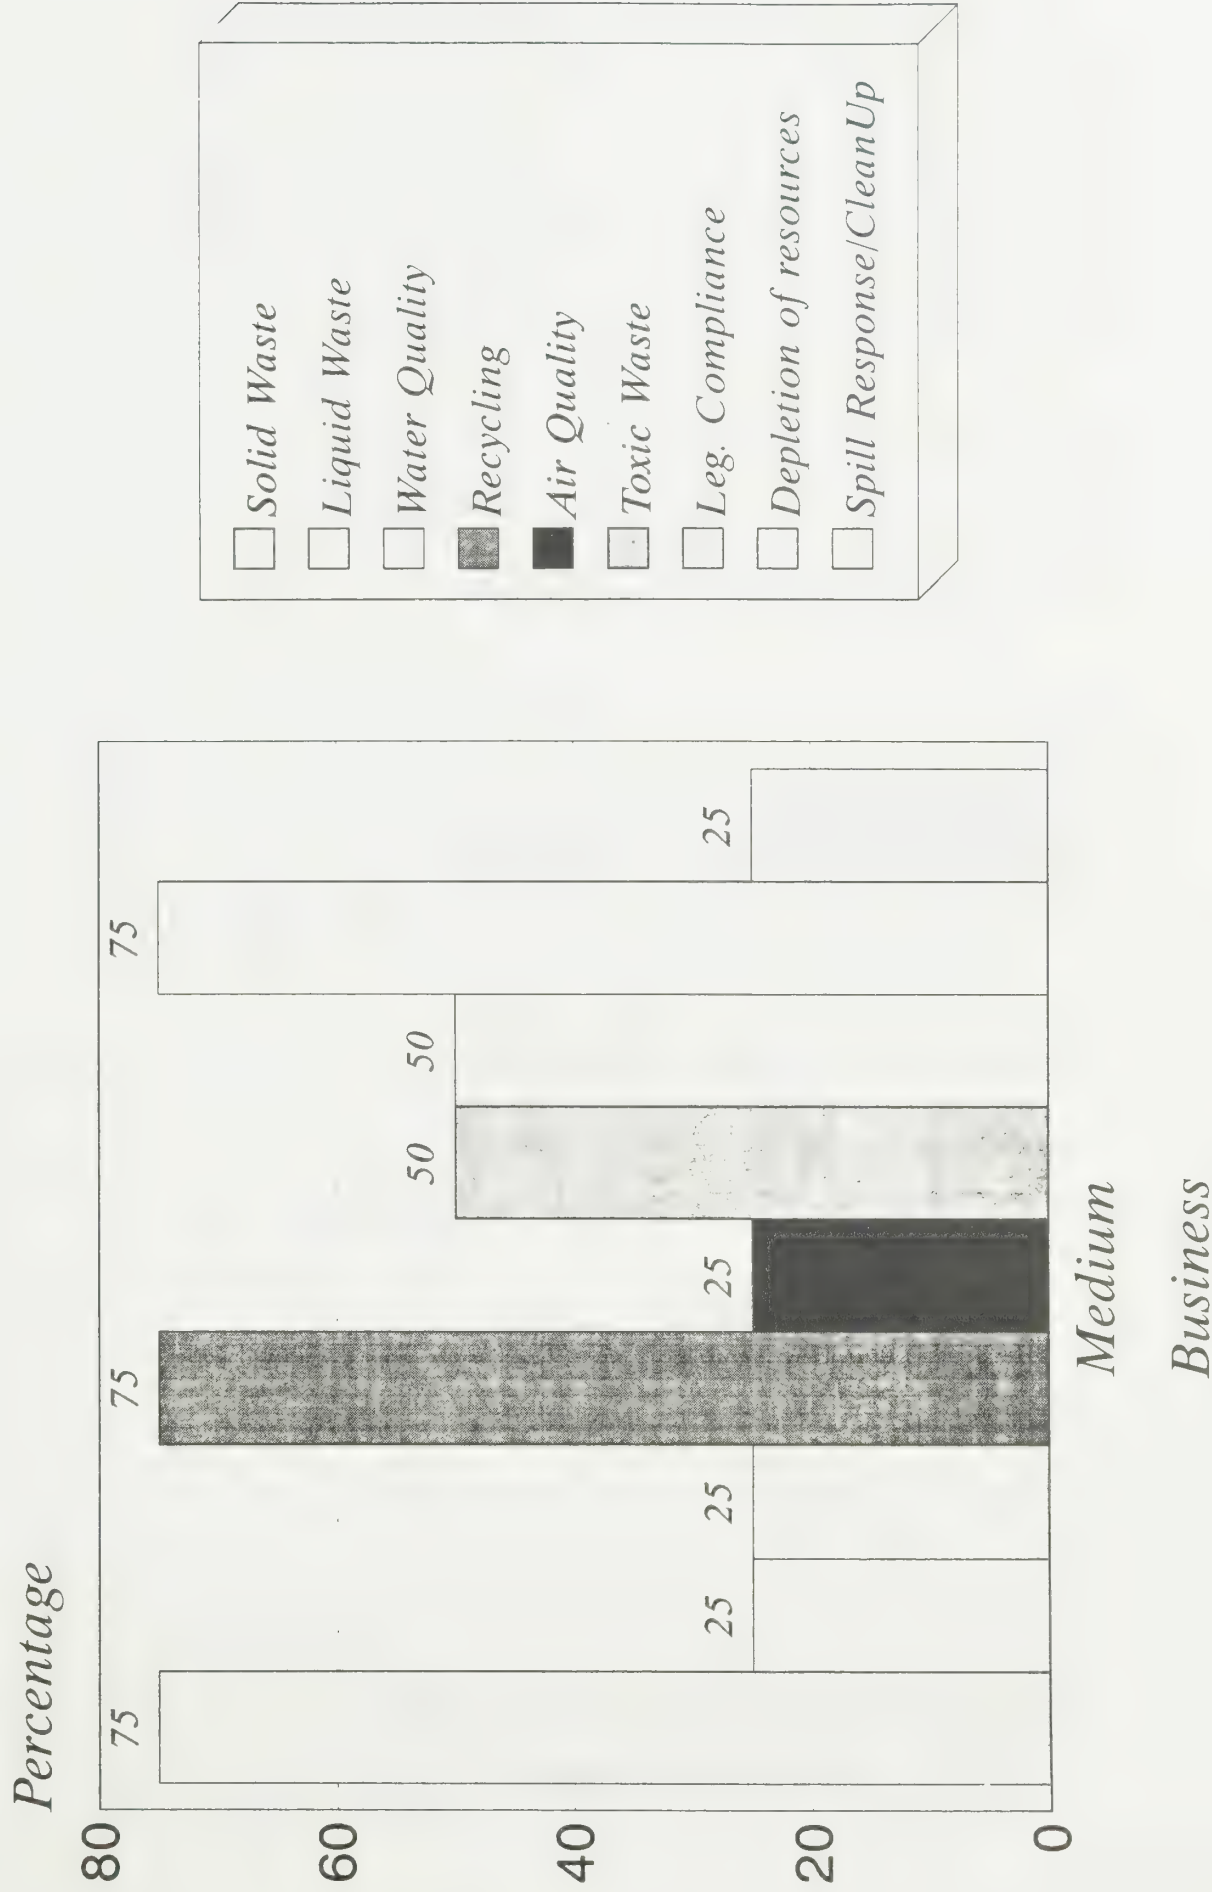 Percentage
80
60
40
20
0
75
25
25
75
25
50
50
75
25
Medium
Business
Solid Waste
Liquid Waste
Water Quality
Recycling
Air Quality
Toxic Waste
Leg. Compliance
Depletion of resources
Spill Response/CleanUp